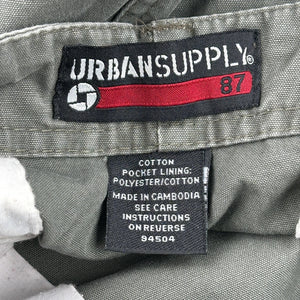 URBANSUPPLY®
87
COTTON
POCKET LINING:
POLYESTER/COTTON
MADE IN CAMBODIA
SEE CARE
INSTRUCTIONS
ON REVERSE
94504